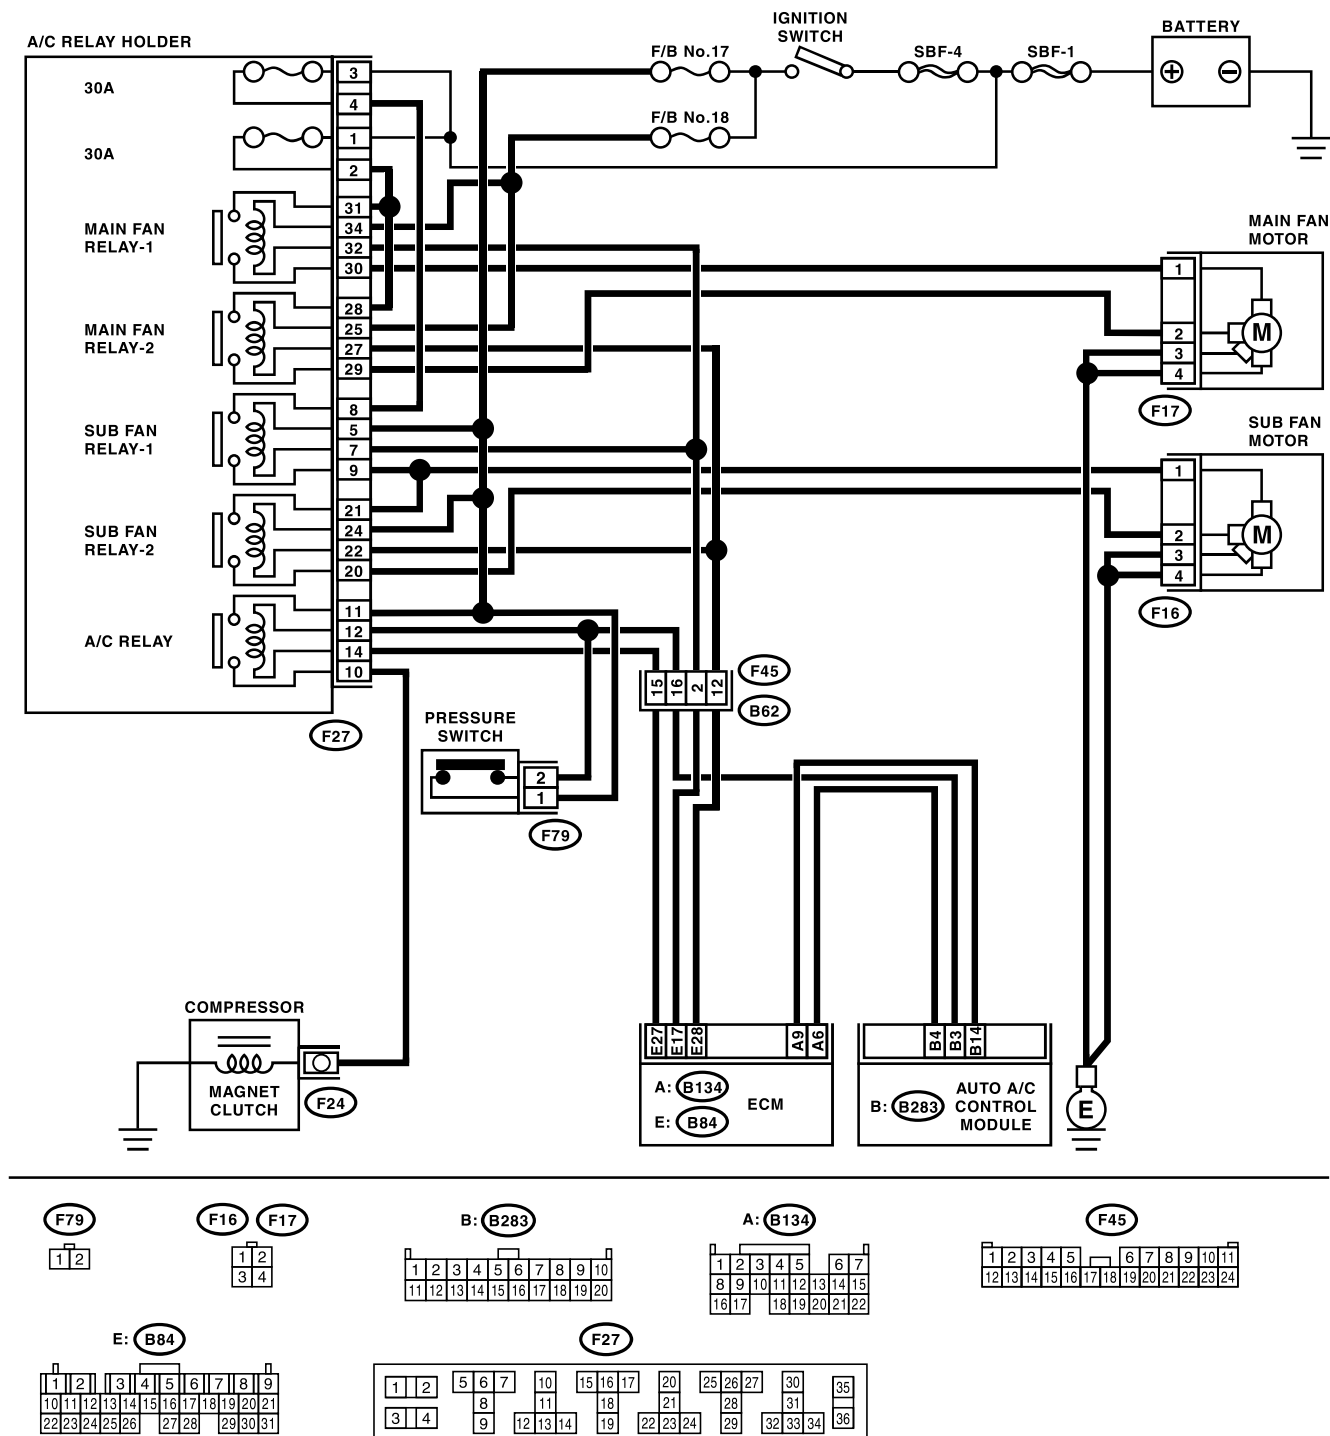 IGNITION
SWITCH
BATTERY
A/C RELAY HOLDER
F/B No.17
SBF-4
SBF-1
30A
3
4
F/B No.18
30A
1
2
MAIN FAN
RELAY-1
31
34
32
30
MAIN FAN
MOTOR
1
2
3
4
M
F17
MAIN FAN
RELAY-2
28
25
27
29
SUB FAN
RELAY-1
8
5
7
9
SUB FAN
MOTOR
1
2
3
4
M
F16
SUB FAN
RELAY-2
21
24
22
20
A/C RELAY
11
12
14
10
F27
15 16 2 12
F45
B62
PRESSURE
SWITCH
2
1
F79
COMPRESSOR
MAGNET
CLUTCH
F24
E27 E17 E28 A9 A6
A: B134
E: B84
ECM
B4 B3 B14
B: B283
AUTO A/C
CONTROL
MODULE
E
F79
1 2
F16 F17
1 2
3 4
B: B283
1 2 3 4 5 6 7 8 9 10
11 12 13 14 15 16 17 18 19 20
A: B134
1 2 3 4 5 6 7
8 9 10 11 12 13 14 15
16 17 18 19 20 21 22
F45
1 2 3 4 5 6 7 8 9 10 11
12 13 14 15 16 17 18 19 20 21 22 23 24
E: B84
1 2 3 4 5 6 7 8 9
10 11 12 13 14 15 16 17 18 19 20 21
22 23 24 25 26 27 28 29 30 31
F27
1 2 5 6 7 10 15 16 17 20 25 26 27 30 35
8 11 18 21 28 31
3 4 9 12 13 14 19 22 23 24 29 32 33 34 36